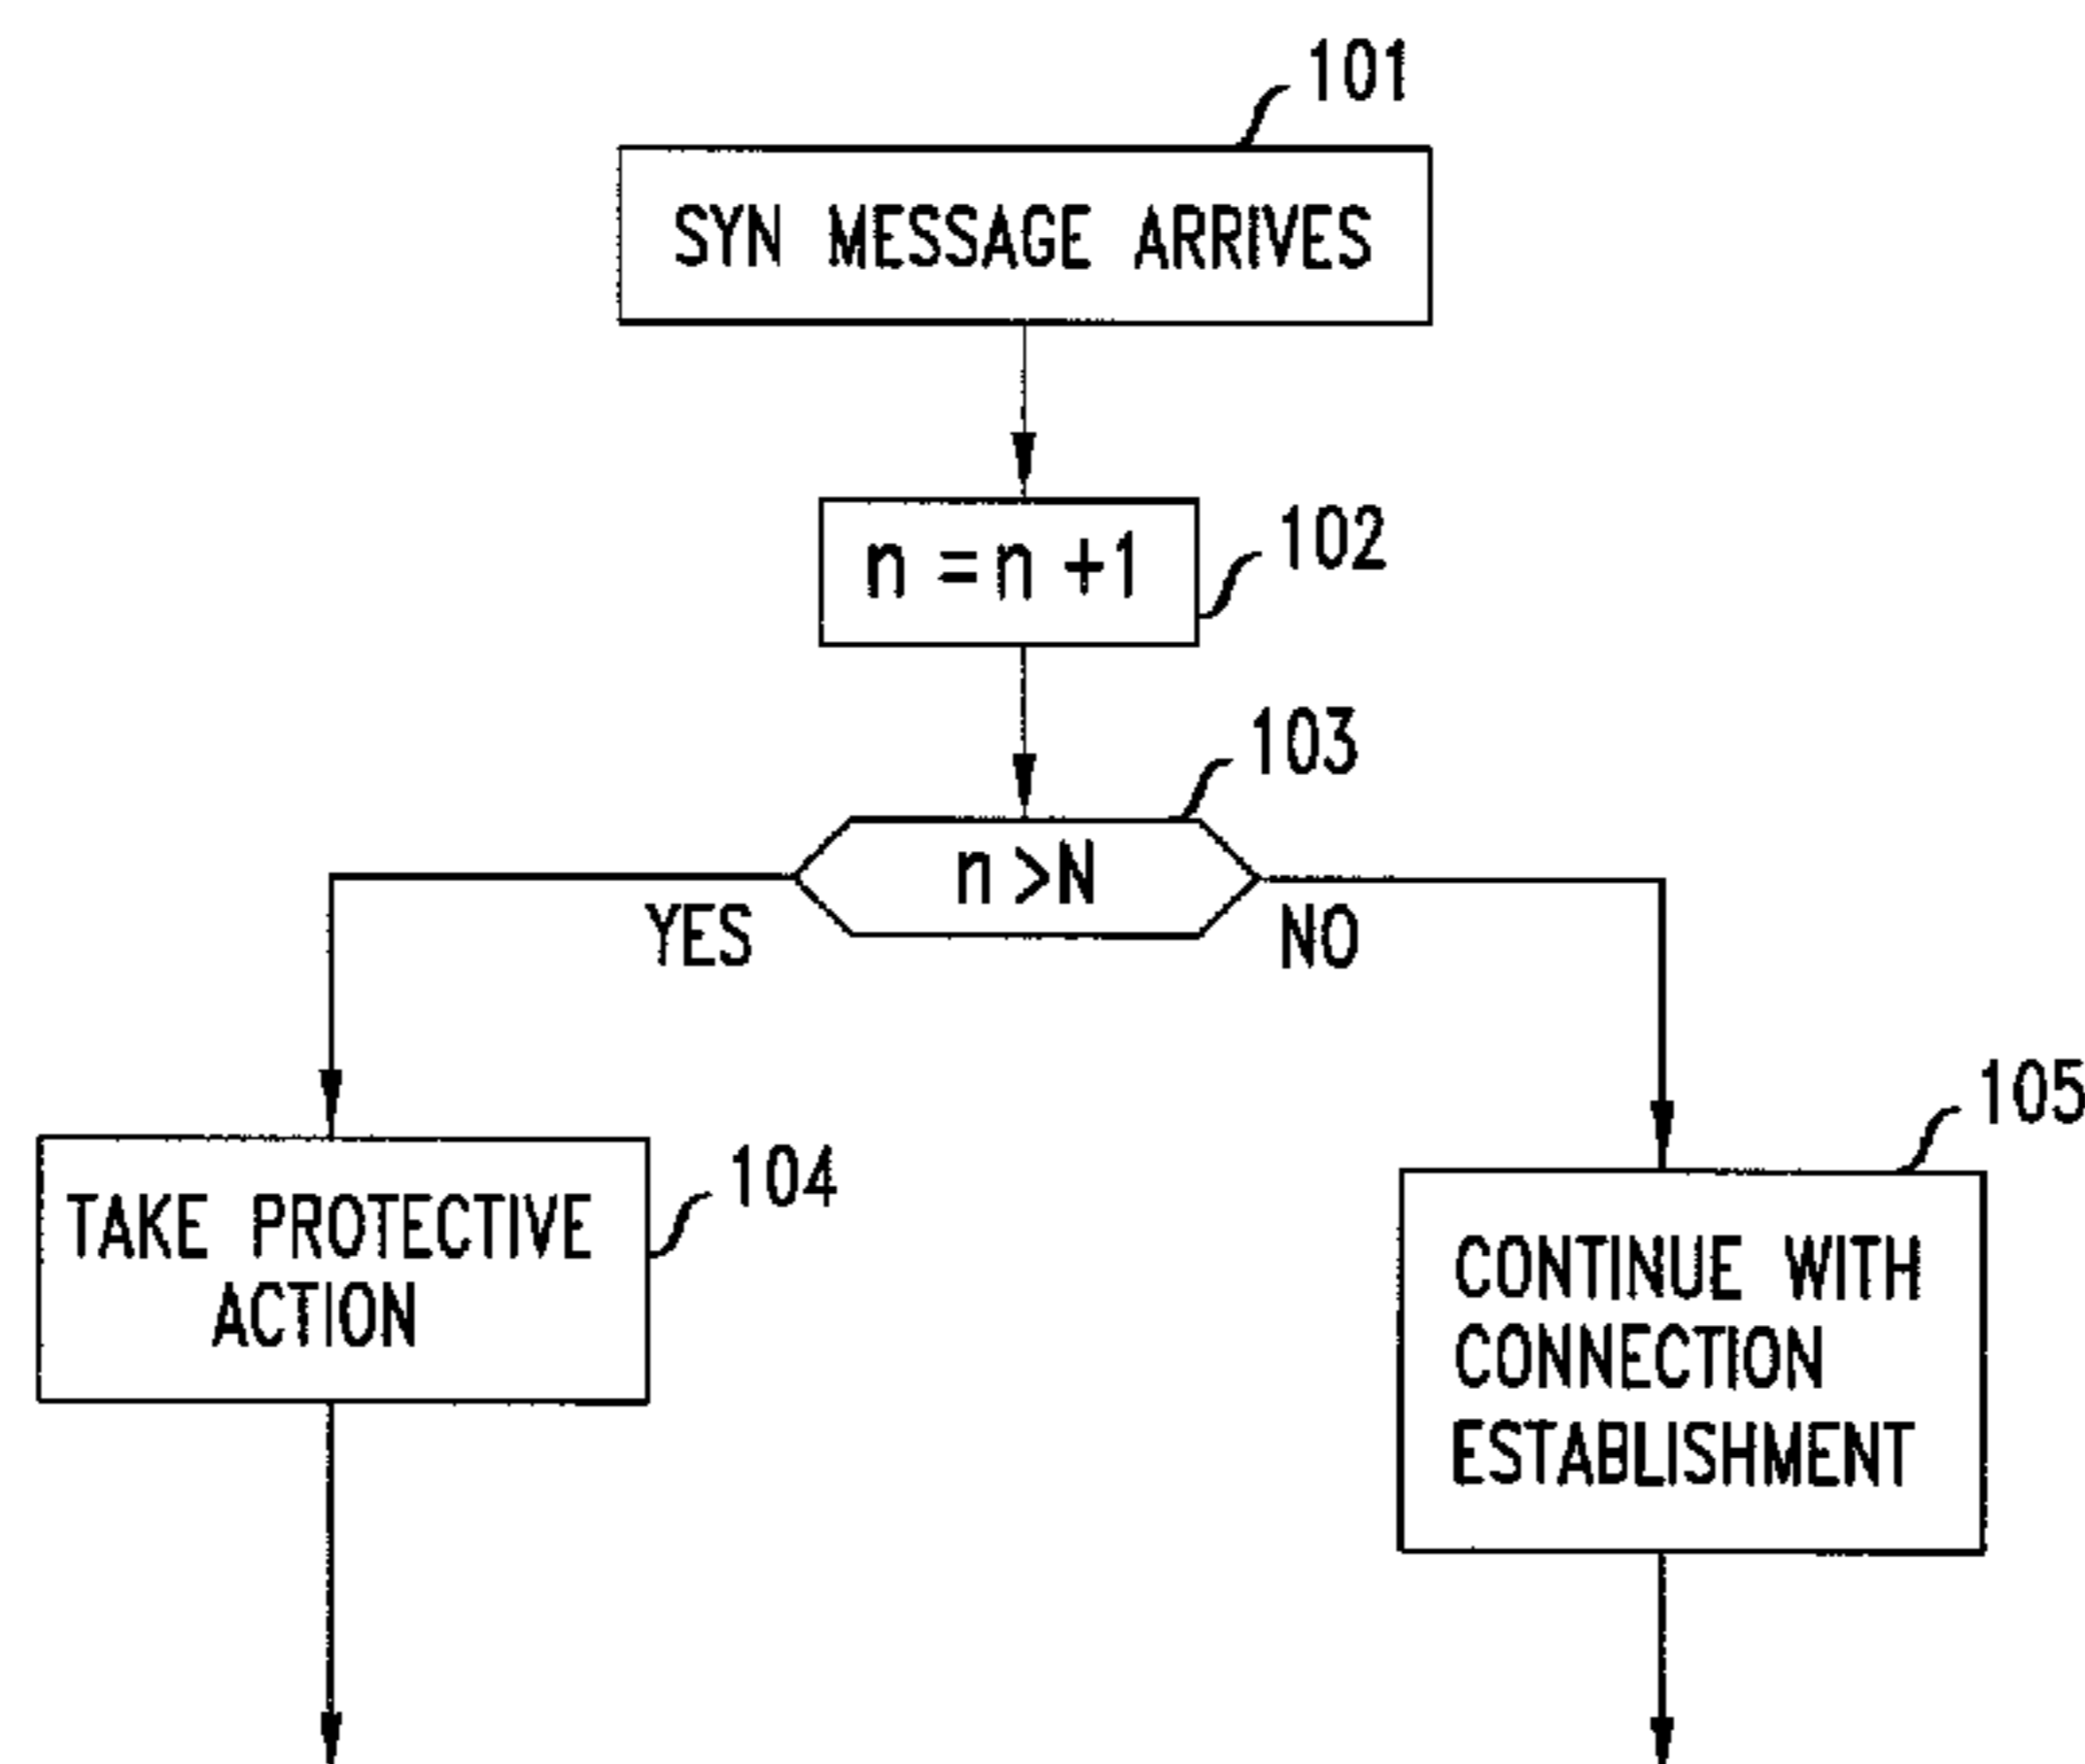 101
SYN MESSAGE ARRIVES
n = n + 1
102
103
n > N
YES
NO
104
TAKE PROTECTIVE
ACTION
105
CONTINUE WITH
CONNECTION
ESTABLISHMENT